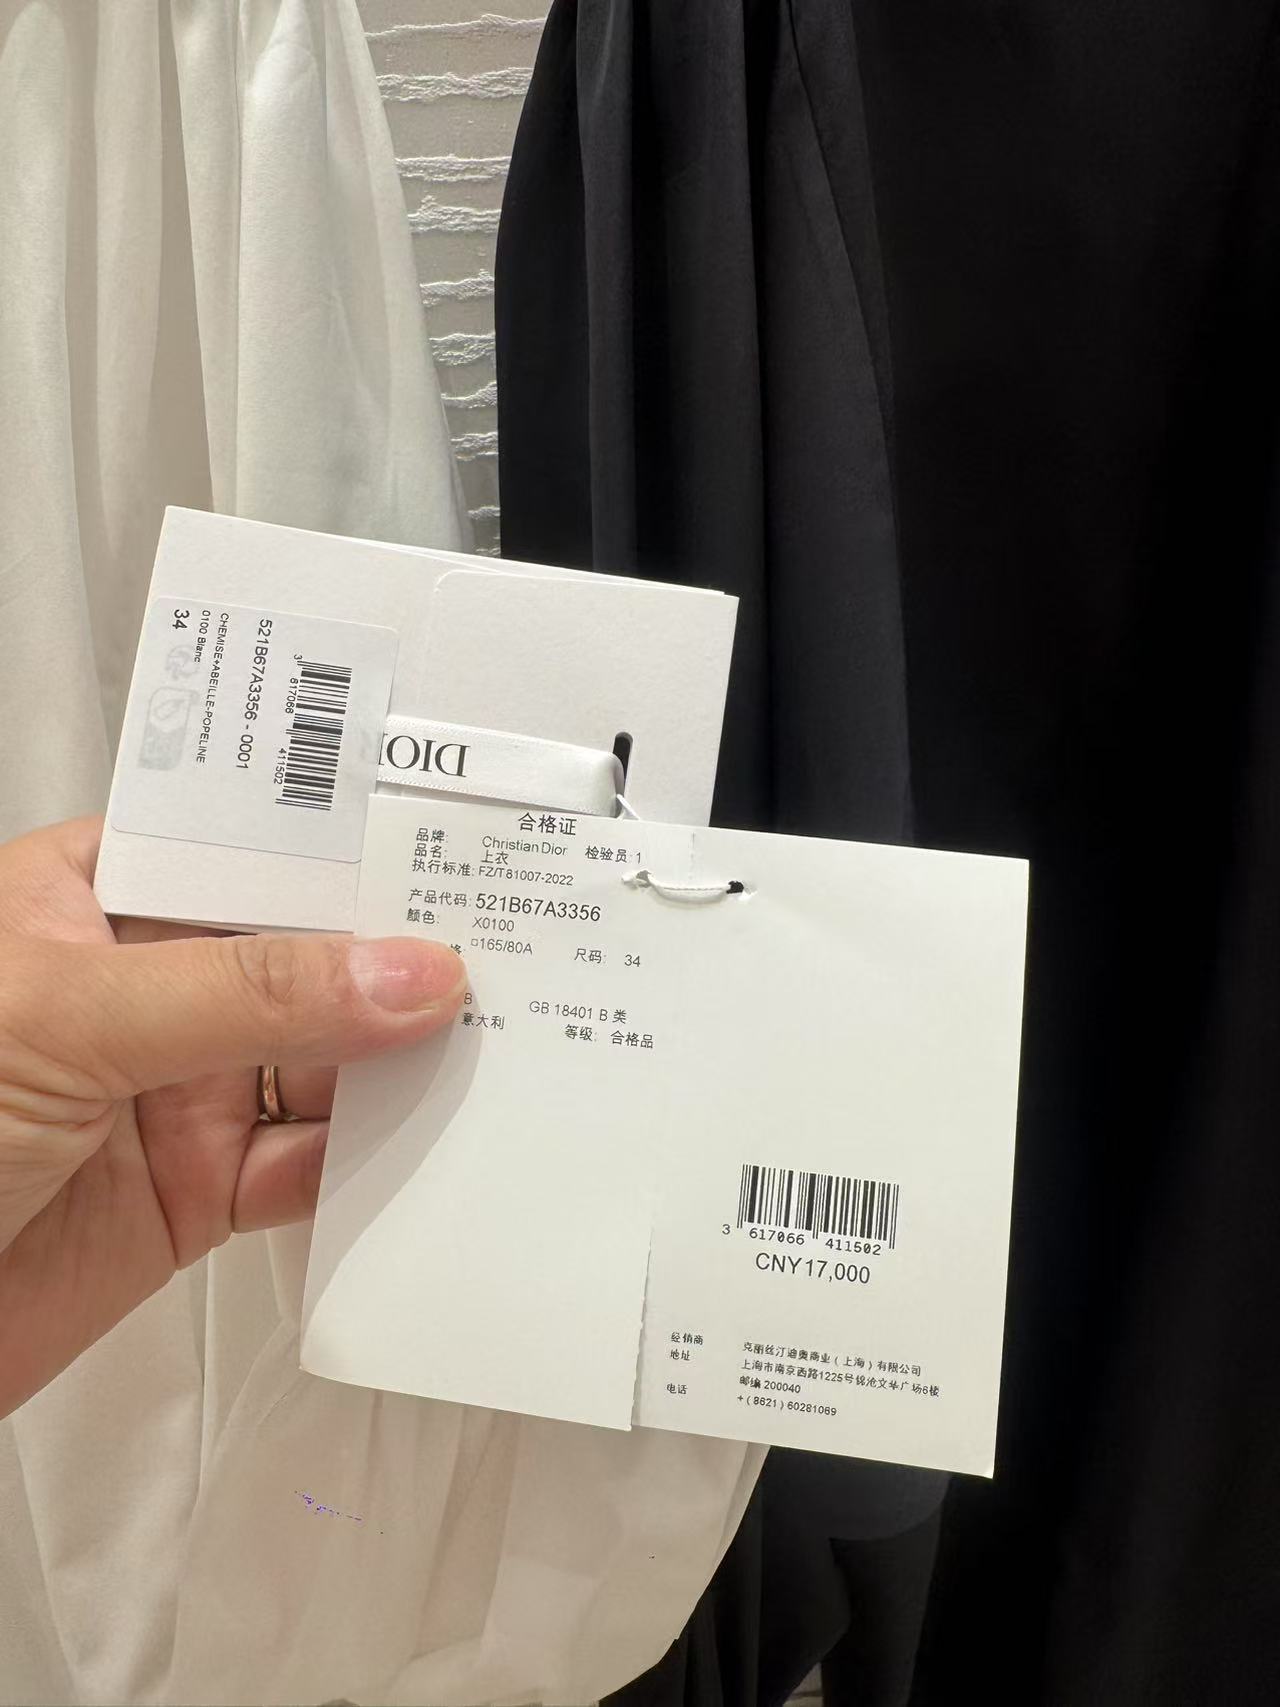 521B67A3356 - 0001
CHEMISE+ABEILLE-POPELINE
0100 Blanc
34
3 617066 411502
DIOR
合格证
品牌: Christian Dior 检验员:1
品名: 上衣
执行标准: FZ/T81007-2022
产品代码: 521B67A3356
颜色: X0100
格: □165/80A 尺码: 34
B GB 18401 B 类
意大利 等级: 合格品
3 617066 411502
CNY17,000
经销商 克丽丝汀迪奥商业(上海)有限公司
地址 上海市南京西路1225号锦沧文华广场6楼
邮编 200040
电话 +(8621)60281069